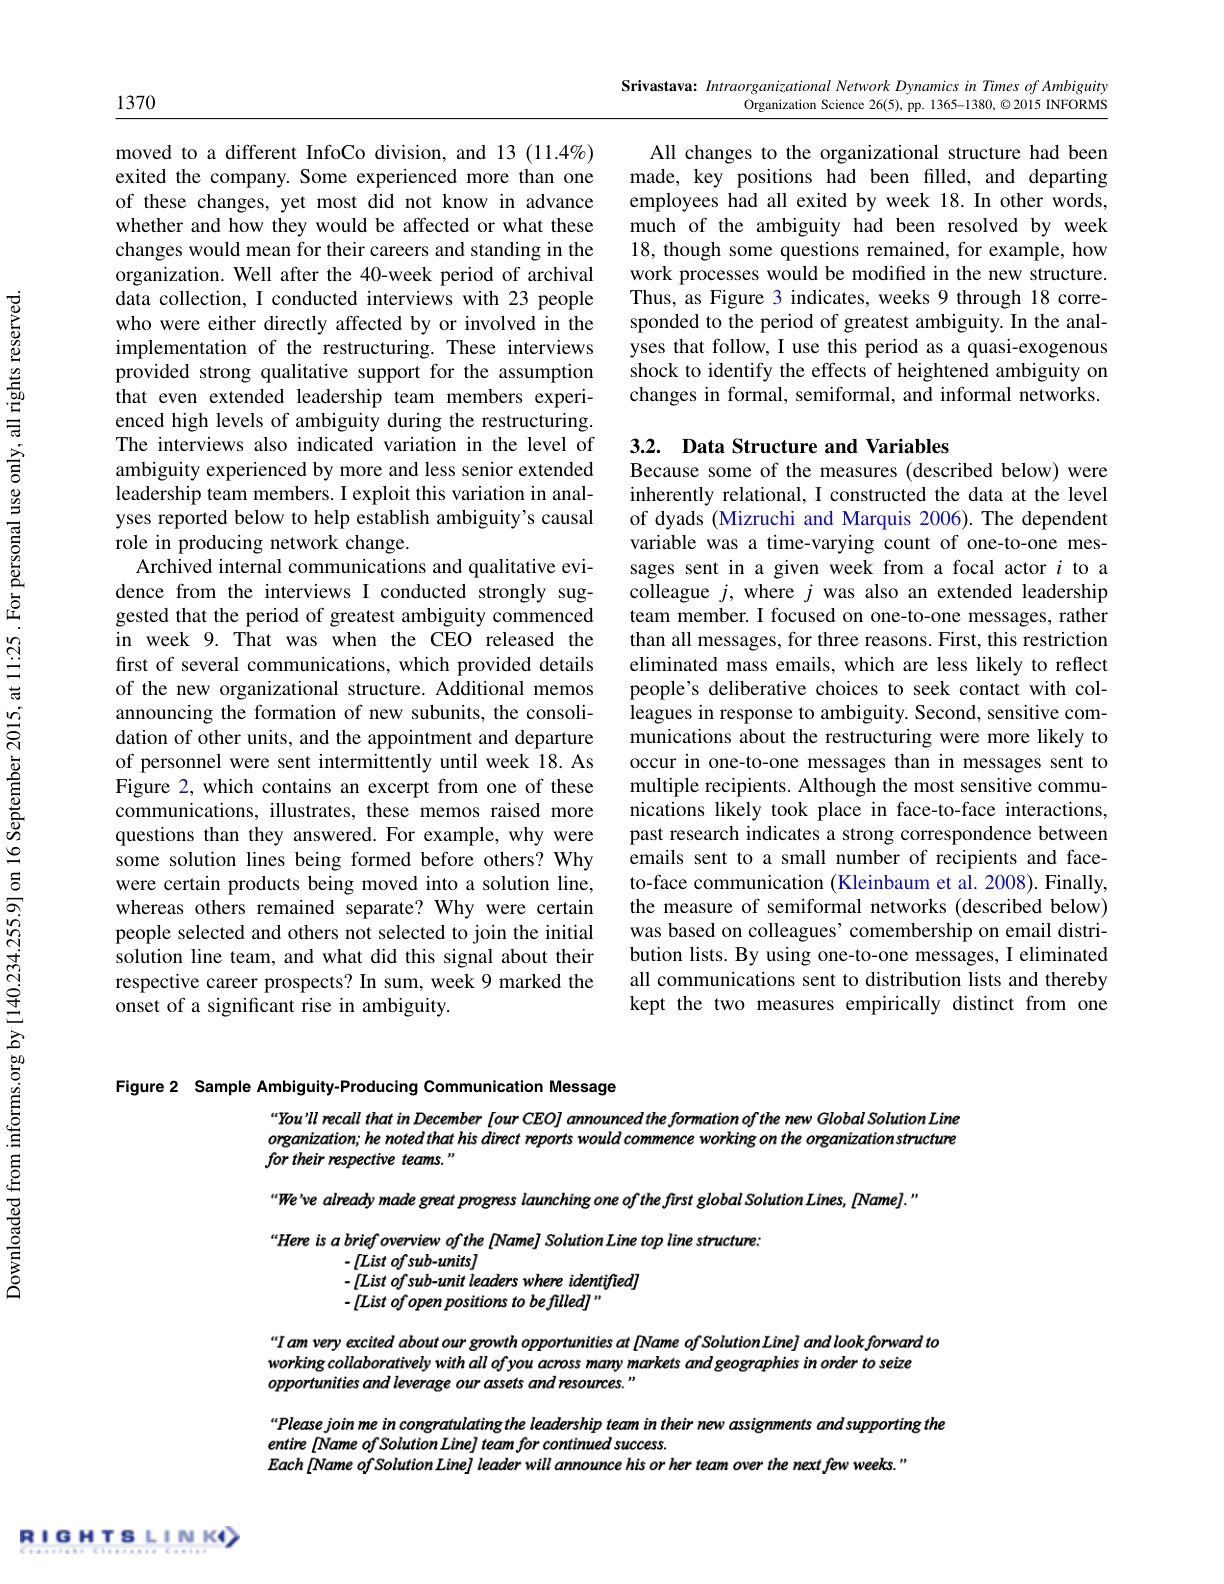 Srivastava: Intraorganizational Network Dynamics in Times of Ambiguity
1370
Organization Science 26(5), pp. 1365–1380, © 2015 INFORMS
moved to a different InfoCo division, and 13 (11.4%)
exited the company. Some experienced more than one
of these changes, yet most did not know in advance
whether and how they would be affected or what these
changes would mean for their careers and standing in the
organization. Well after the 40-week period of archival
data collection, I conducted interviews with 23 people
who were either directly affected by or involved in the
implementation of the restructuring. These interviews
provided strong qualitative support for the assumption
that even extended leadership team members experi-
enced high levels of ambiguity during the restructuring.
The interviews also indicated variation in the level of
ambiguity experienced by more and less senior extended
leadership team members. I exploit this variation in anal-
yses reported below to help establish ambiguity's causal
role in producing network change.
Archived internal communications and qualitative evi-
dence from the interviews I conducted strongly sug-
gested that the period of greatest ambiguity commenced
in week 9. That was when the CEO released the
first of several communications, which provided details
of the new organizational structure. Additional memos
announcing the formation of new subunits, the consoli-
dation of other units, and the appointment and departure
of personnel were sent intermittently until week 18. As
Figure 2, which contains an excerpt from one of these
communications, illustrates, these memos raised more
questions than they answered. For example, why were
some solution lines being formed before others? Why
were certain products being moved into a solution line,
whereas others remained separate? Why were certain
people selected and others not selected to join the initial
solution line team, and what did this signal about their
respective career prospects? In sum, week 9 marked the
onset of a significant rise in ambiguity.
All changes to the organizational structure had been
made, key positions had been filled, and departing
employees had all exited by week 18. In other words,
much of the ambiguity had been resolved by week
18, though some questions remained, for example, how
work processes would be modified in the new structure.
Thus, as Figure 3 indicates, weeks 9 through 18 corre-
sponded to the period of greatest ambiguity. In the anal-
yses that follow, I use this period as a quasi-exogenous
shock to identify the effects of heightened ambiguity on
changes in formal, semiformal, and informal networks.
3.2. Data Structure and Variables
Because some of the measures (described below) were
inherently relational, I constructed the data at the level
of dyads (Mizruchi and Marquis 2006). The dependent
variable was a time-varying count of one-to-one mes-
sages sent in a given week from a focal actor i to a
colleague j, where j was also an extended leadership
team member. I focused on one-to-one messages, rather
than all messages, for three reasons. First, this restriction
eliminated mass emails, which are less likely to reflect
people's deliberative choices to seek contact with col-
leagues in response to ambiguity. Second, sensitive com-
munications about the restructuring were more likely to
occur in one-to-one messages than in messages sent to
multiple recipients. Although the most sensitive commu-
nications likely took place in face-to-face interactions,
past research indicates a strong correspondence between
emails sent to a small number of recipients and face-
to-face communication (Kleinbaum et al. 2008). Finally,
the measure of semiformal networks (described below)
was based on colleagues' comembership on email distri-
bution lists. By using one-to-one messages, I eliminated
all communications sent to distribution lists and thereby
kept the two measures empirically distinct from one
Figure 2 Sample Ambiguity-Producing Communication Message
“You'll recall that in December [our CEO] announced the formation of the new Global Solution Line
organization; he noted that his direct reports would commence working on the organization structure
for their respective teams.”
“We've already made great progress launching one of the first global Solution Lines, [Name].”
“Here is a brief overview of the [Name] Solution Line top line structure:
- [List of sub-units]
- [List of sub-unit leaders where identified]
- [List of open positions to be filled]”
“I am very excited about our growth opportunities at [Name of Solution Line] and look forward to
working collaboratively with all of you across many markets and geographies in order to seize
opportunities and leverage our assets and resources.”
“Please join me in congratulating the leadership team in their new assignments and supporting the
entire [Name of Solution Line] team for continued success.
Each [Name of Solution Line] leader will announce his or her team over the next few weeks.”
Downloaded from informs.org by [140.234.255.9] on 16 September 2015, at 11:25 . For personal use only, all rights reserved.
RIGHTSLINK
Copyright Clearance Center